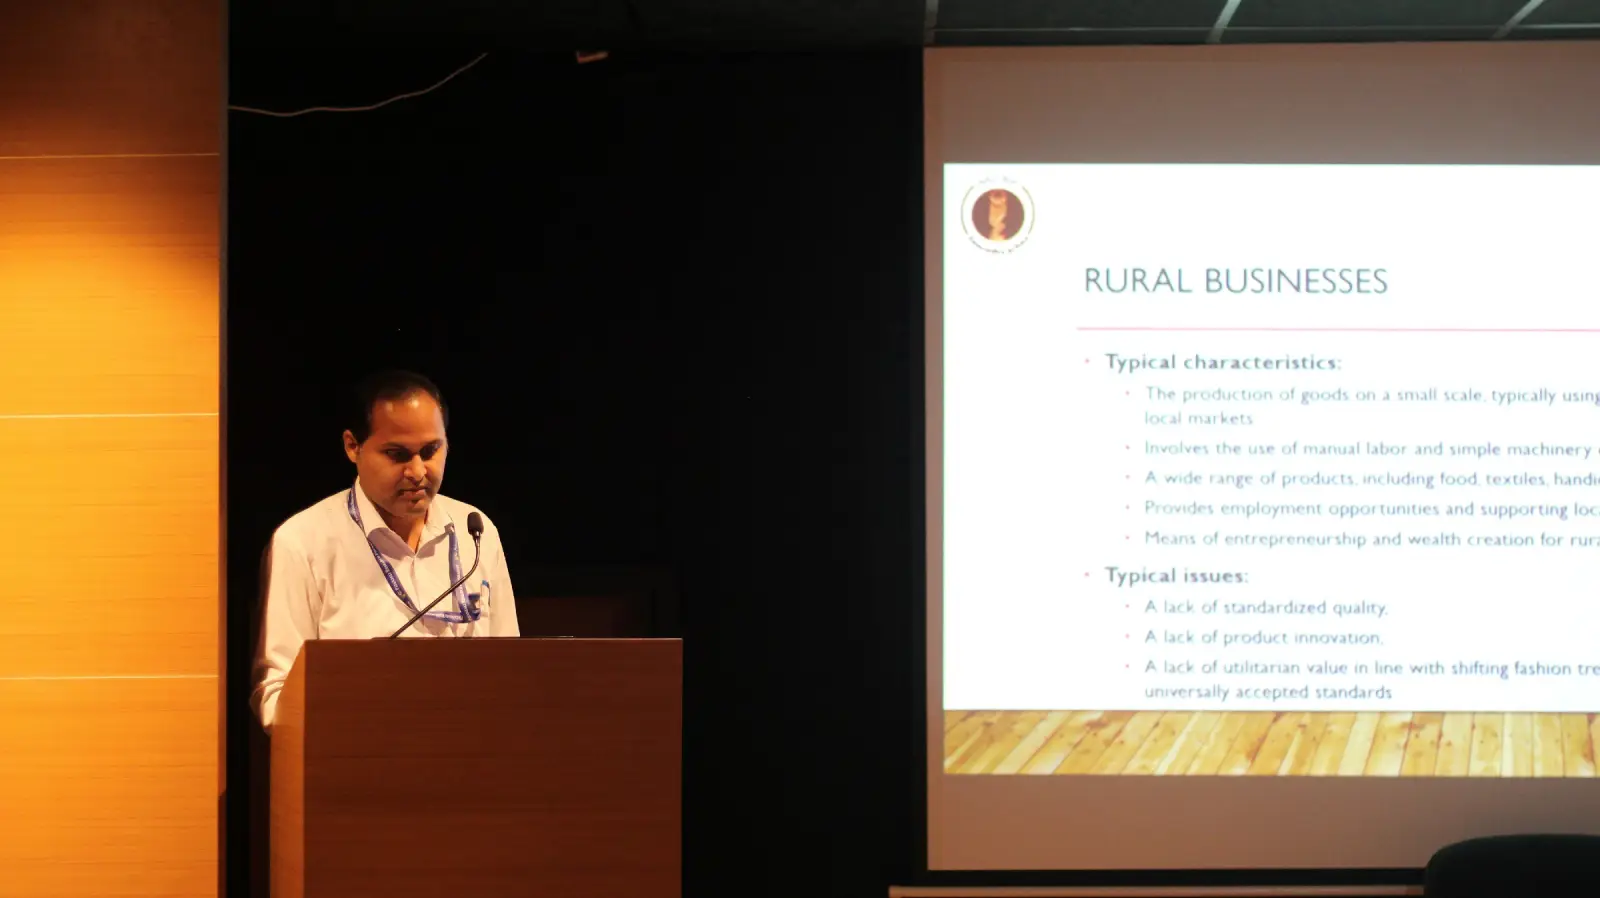 RURAL BUSINESSES
Typical characteristics:
The production of goods on a small scale, typically using
local markets
Involves the use of manual labor and simple machinery
A wide range of products, including food, textiles,
Provides employment opportunities and supporting
Means of entrepreneurship and wealth creation for
Typical issues:
A lack of standardized quality,
A lack of product innovation,
A lack of utilitarian value in line with shifting fashion
universally accepted standards